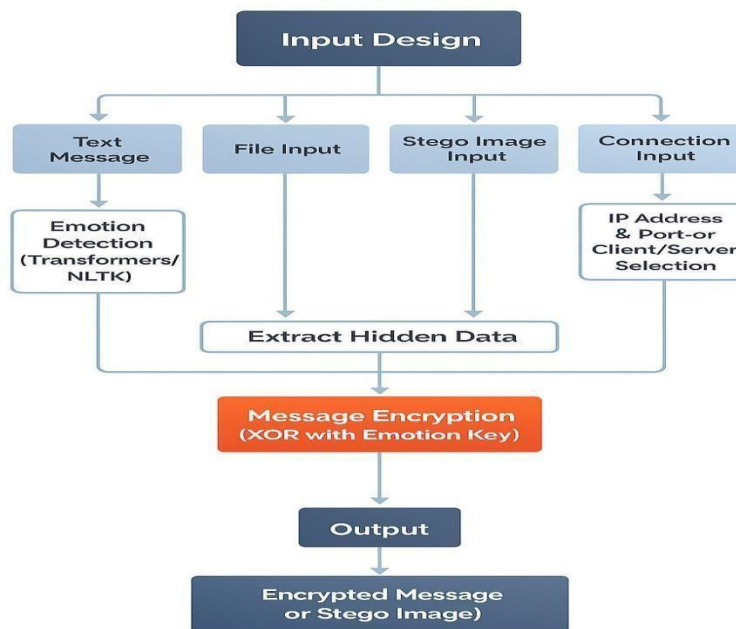 Input Design
Text
Message
File Input
Stego Image
Input
Connection
Input
Emotion
Detection
(Transformers/
NLTK)
IP Address
& Port-or
Client/Server
Selection
Extract Hidden Data
Message Encryption
(XOR with Emotion Key)
Output
Encrypted Message
or Stego Image)